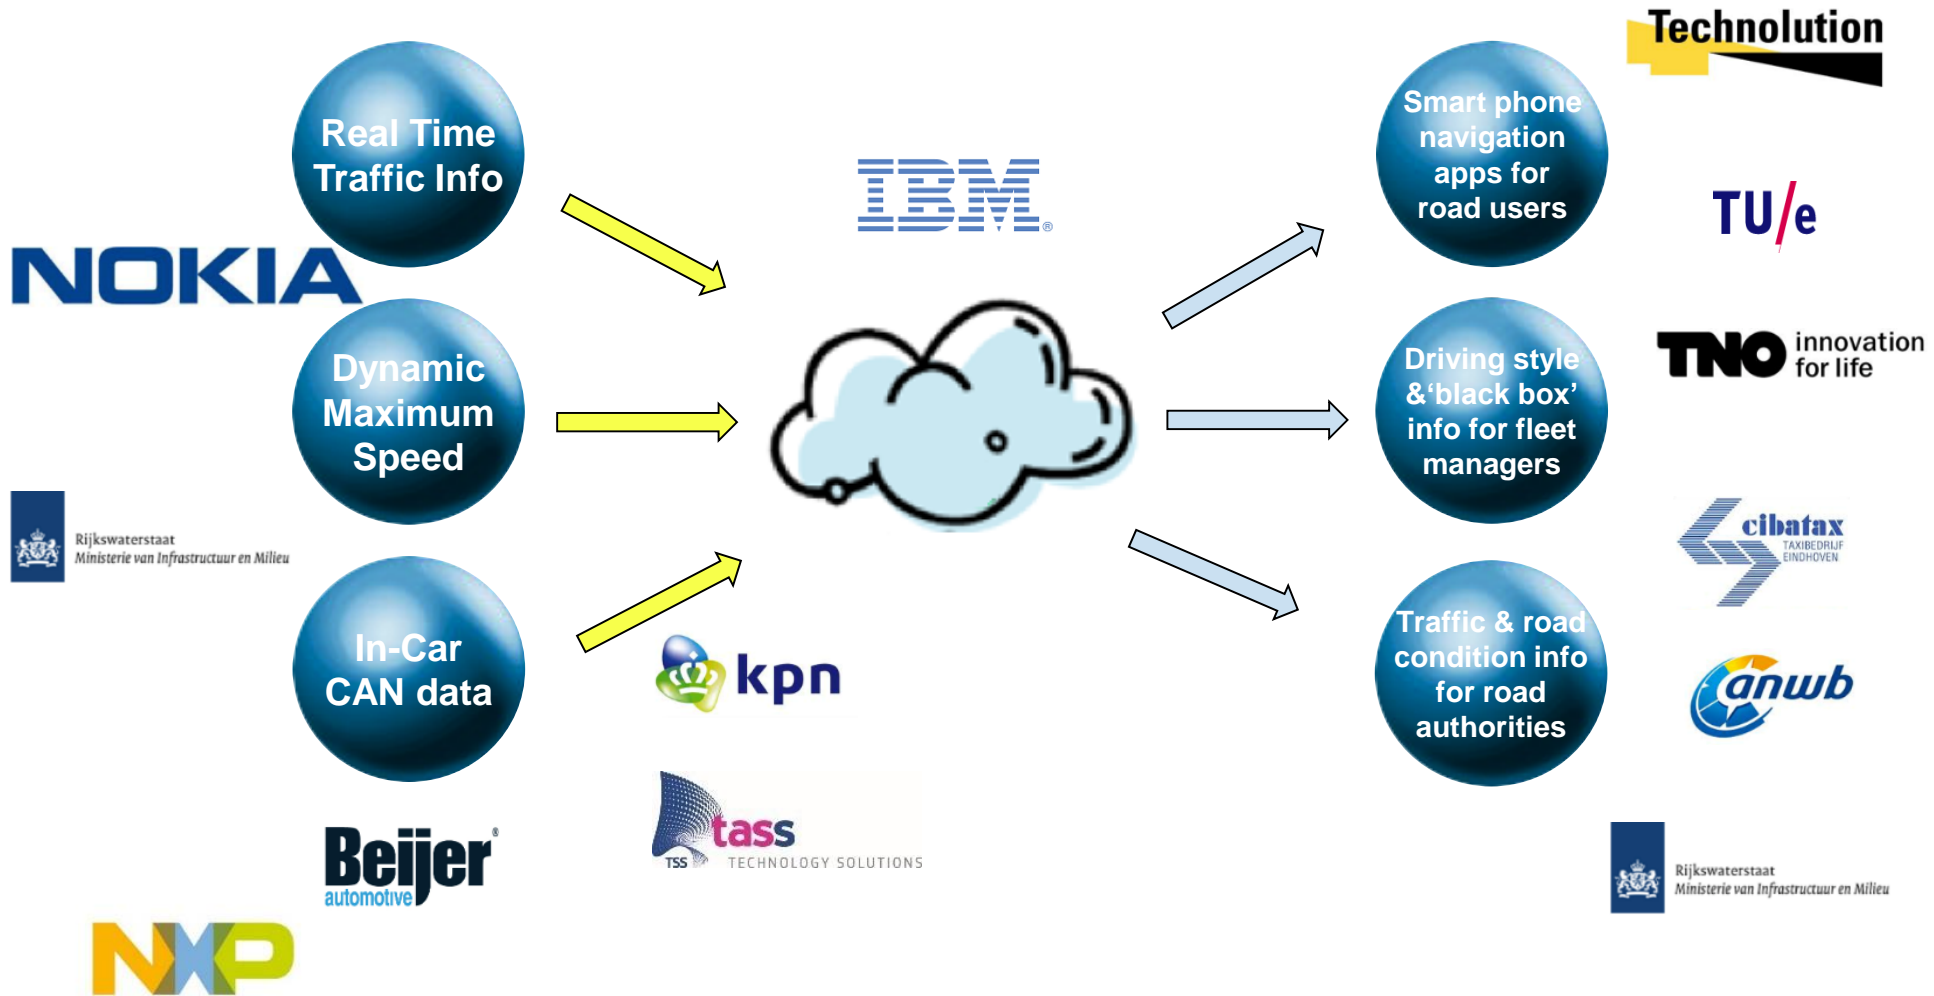 Real Time
Traffic Info
NOKIA
Dynamic
Maximum
Speed
Rijkswaterstaat
Ministerie van Infrastructuur en Milieu
In-Car
CAN data
Beijer®
automotive
NXP
IBM®
kpn
tass
TSS
TECHNOLOGY SOLUTIONS
Smart phone
navigation
apps for
road users
Driving style
&‘black box’
info for fleet
managers
Traffic & road
condition info
for road
authorities
Technolution
TU/e
TNO innovation
for life
cibatax
TAXIBEDRIJF
EINDHOVEN
anwb
Rijkswaterstaat
Ministerie van Infrastructuur en Milieu